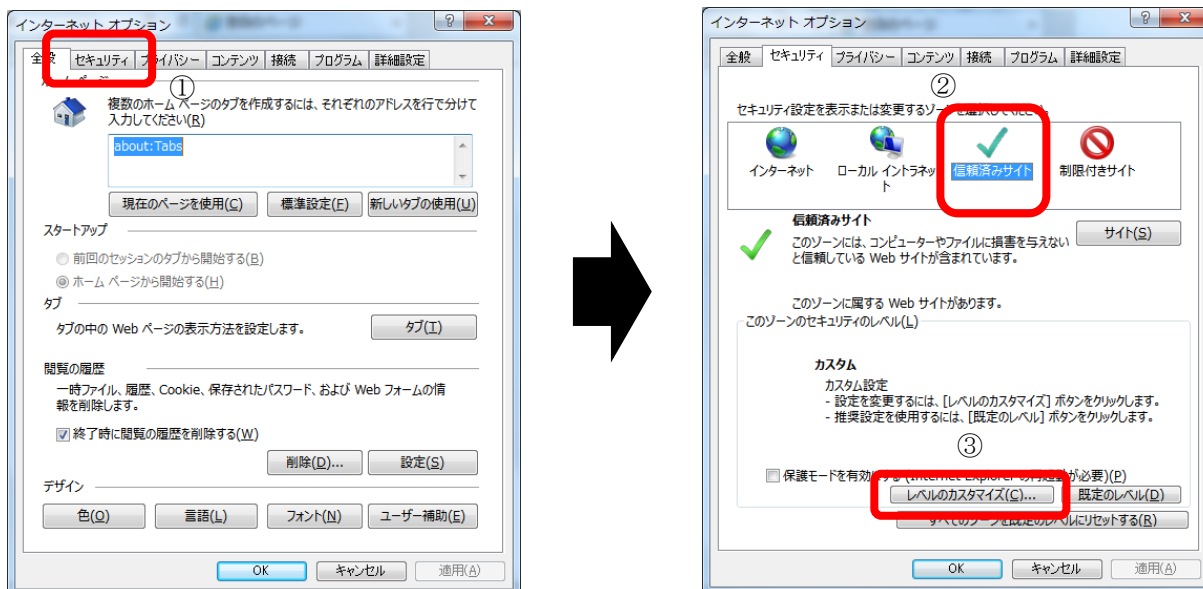 インターネット オプション
全般
セキュリティ
プライバシー
コンテンツ
接続
プログラム
詳細設定
①
複数のホーム ページのタブを作成するには、それぞれのアドレスを行で分けて
入力してください(R)
about:Tabs
現在のページを使用(C)
標準設定(F)
新しいタブの使用(U)
スタートアップ
前回のセッションのタブから開始する(B)
ホーム ページから開始する(H)
タブ
タブの中の Web ページの表示方法を設定します。
タブ(T)
閲覧の履歴
一時ファイル、履歴、Cookie、保存されたパスワード、および Web フォームの情
報を削除します。
終了時に閲覧の履歴を削除する(W)
削除(D)...
設定(S)
デザイン
色(O)
言語(L)
フォント(N)
ユーザー補助(E)
OK
キャンセル
適用(A)
インターネット オプション
全般
セキュリティ
プライバシー
コンテンツ
接続
プログラム
詳細設定
②
セキュリティ設定を表示または変更するゾーンを選択してください。
インターネット
ローカル イントラネッ
ト
信頼済みサイト
制限付きサイト
信頼済みサイト
このゾーンには、コンピューターやファイルに損害を与えない
と信頼している Web サイトが含まれています。
サイト(S)
このゾーンに属する Web サイトがあります。
このゾーンのセキュリティのレベル(L)
カスタム
カスタム設定
- 設定を変更するには、[レベルのカスタマイズ] ボタンをクリックします。
- 推奨設定を使用するには、[既定のレベル] ボタンをクリックします。
③
保護モードを有効にする (Internet Explorer の再起動が必要)(P)
レベルのカスタマイズ(C)...
既定のレベル(D)
すべてのゾーンを既定のレベルにリセットする(R)
OK
キャンセル
適用(A)